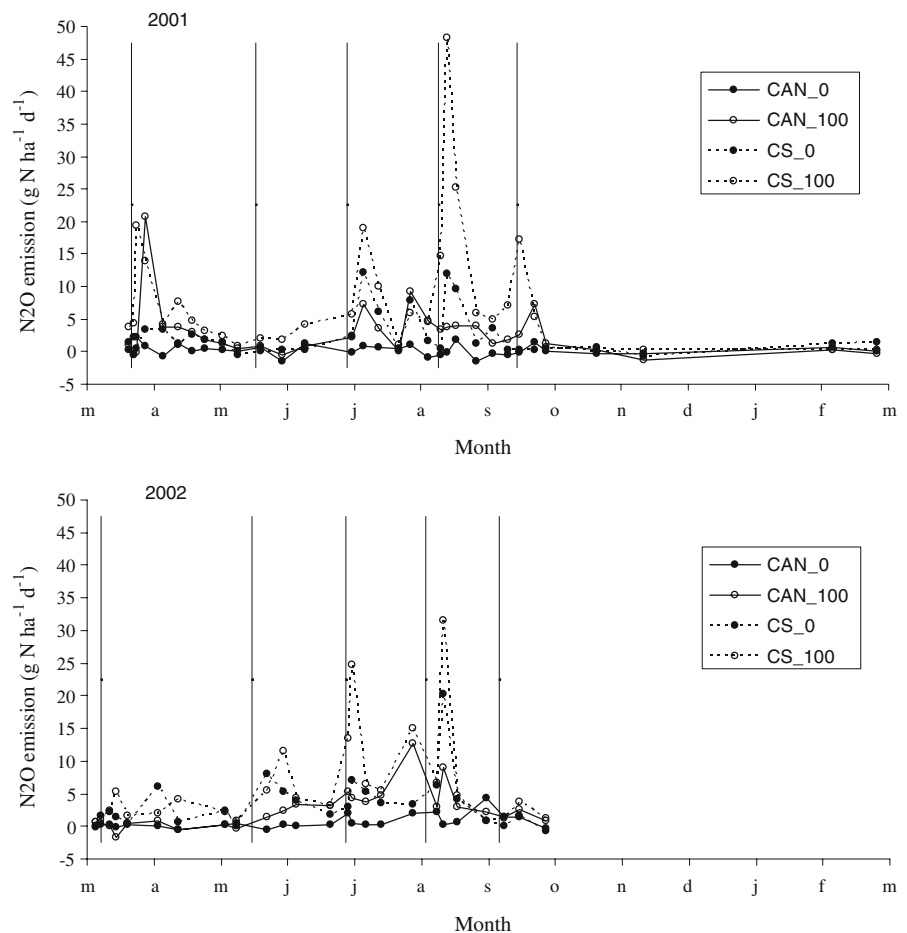 2001
50
45
40
35
30
25
20
15
10
5
0
-5
N2O emission (g N ha⁻¹ d⁻¹)
CAN_0
CAN_100
CS_0
CS_100
m a m j j a s o n d j f m
Month
2002
50
45
40
35
30
25
20
15
10
5
0
-5
N2O emission (g N ha⁻¹ d⁻¹)
CAN_0
CAN_100
CS_0
CS_100
m a m j j a s o n d j f m
Month